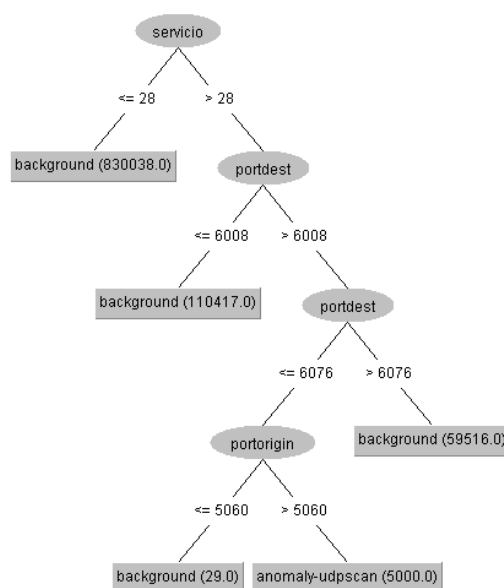 servicio
<= 28
> 28
background (830038.0)
portdest
<= 6008
> 6008
background (110417.0)
portdest
<= 6076
> 6076
portorigin
background (59516.0)
<= 5060
> 5060
background (29.0)
anomaly-udpscan (5000.0)